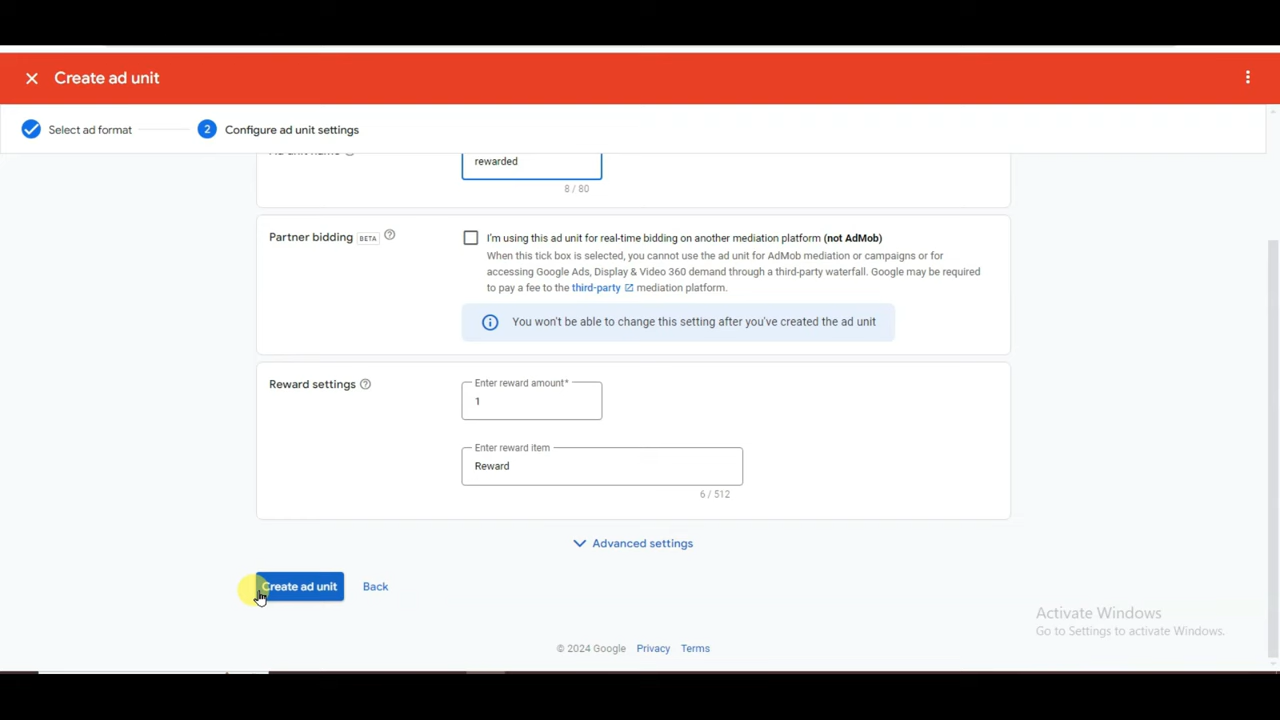 Create ad unit
Select ad format
2 Configure ad unit settings
rewarded
8 / 80
Partner bidding BETA
I'm using this ad unit for real-time bidding on another mediation platform (not AdMob)
When this tick box is selected, you cannot use the ad unit for AdMob mediation or campaigns or for
accessing Google Ads, Display & Video 360 demand through a third-party waterfall. Google may be required
to pay a fee to the third-party mediation platform.
You won't be able to change this setting after you've created the ad unit
Reward settings
Enter reward amount*
1
Enter reward item
Reward
6 / 512
Advanced settings
Create ad unit
Back
Activate Windows
Go to Settings to activate Windows.
© 2024 Google Privacy Terms